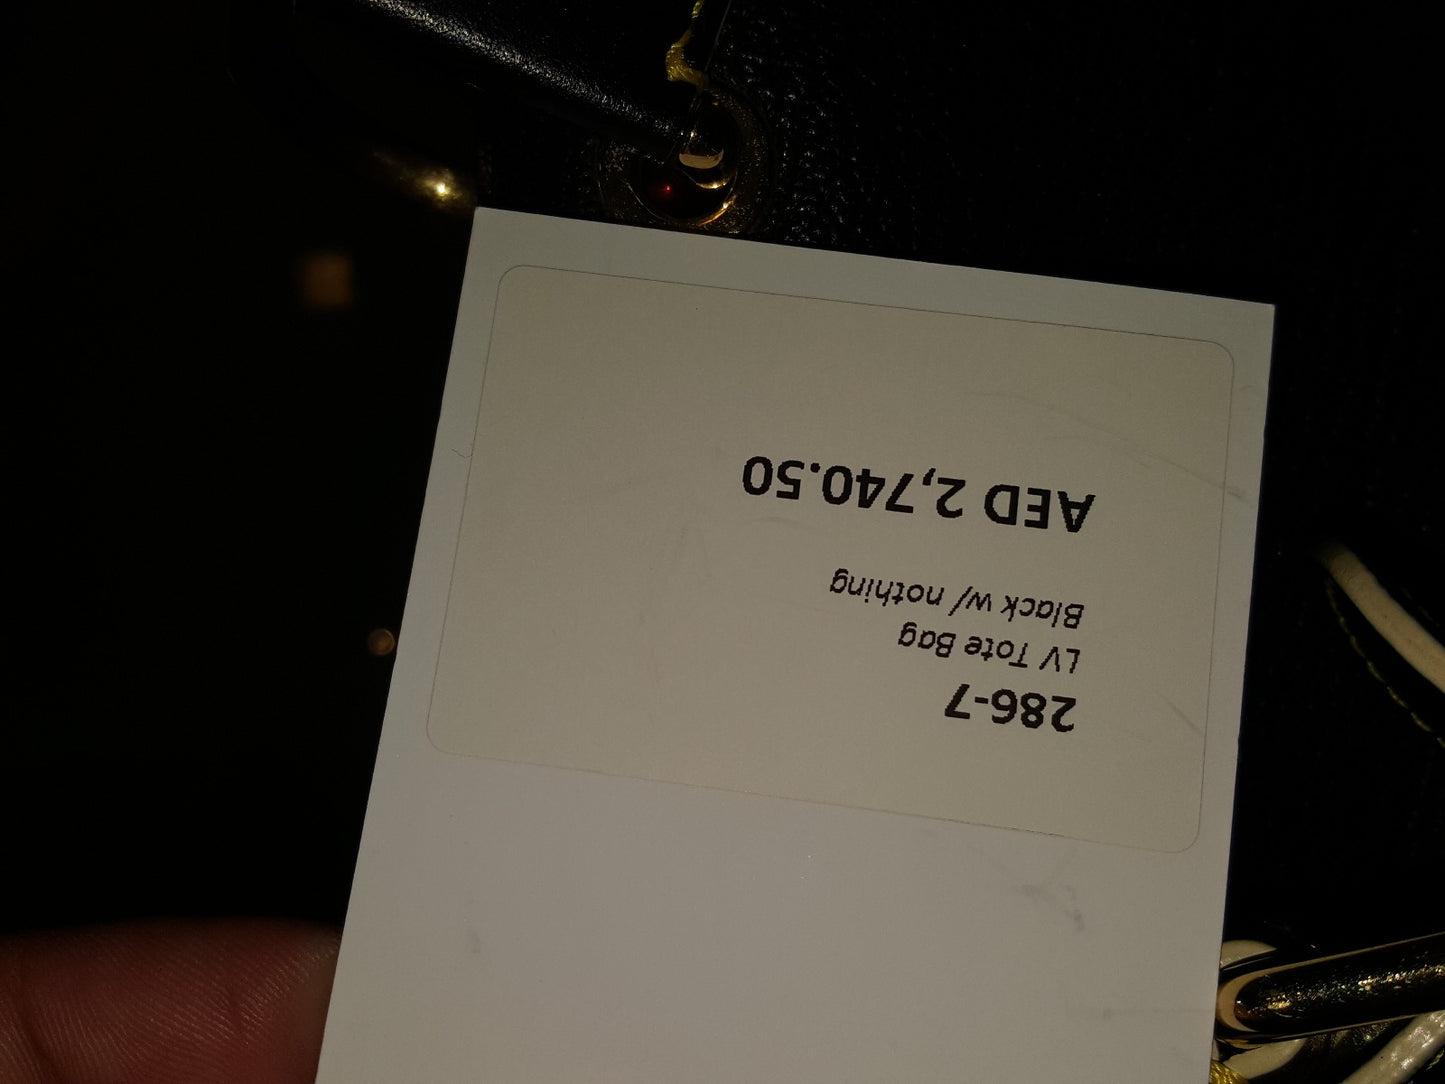 286-7
LV Tote Bag
Black w/ nothing
AED 2,740.50